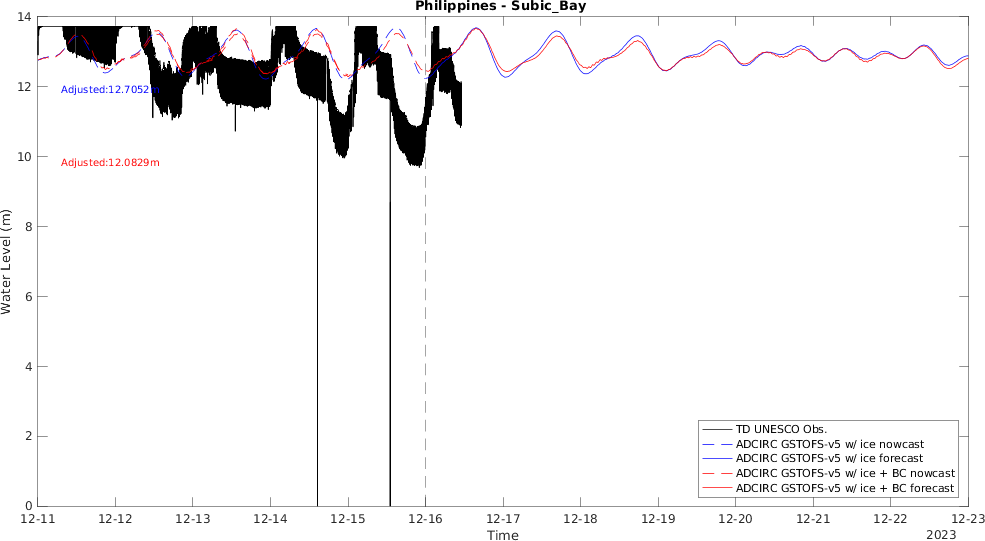 Philippines - Subic_Bay
14
12
10
8
6
4
2
0
Water Level (m)
Adjusted:12.7052m
Adjusted:12.0829m
TD UNESCO Obs.
ADCIRC GSTOFS-v5 w/ ice nowcast
ADCIRC GSTOFS-v5 w/ ice forecast
ADCIRC GSTOFS-v5 w/ ice + BC nowcast
ADCIRC GSTOFS-v5 w/ ice + BC forecast
12-11 12-12 12-13 12-14 12-15 12-16 12-17 12-18 12-19 12-20 12-21 12-22 12-23
Time
2023